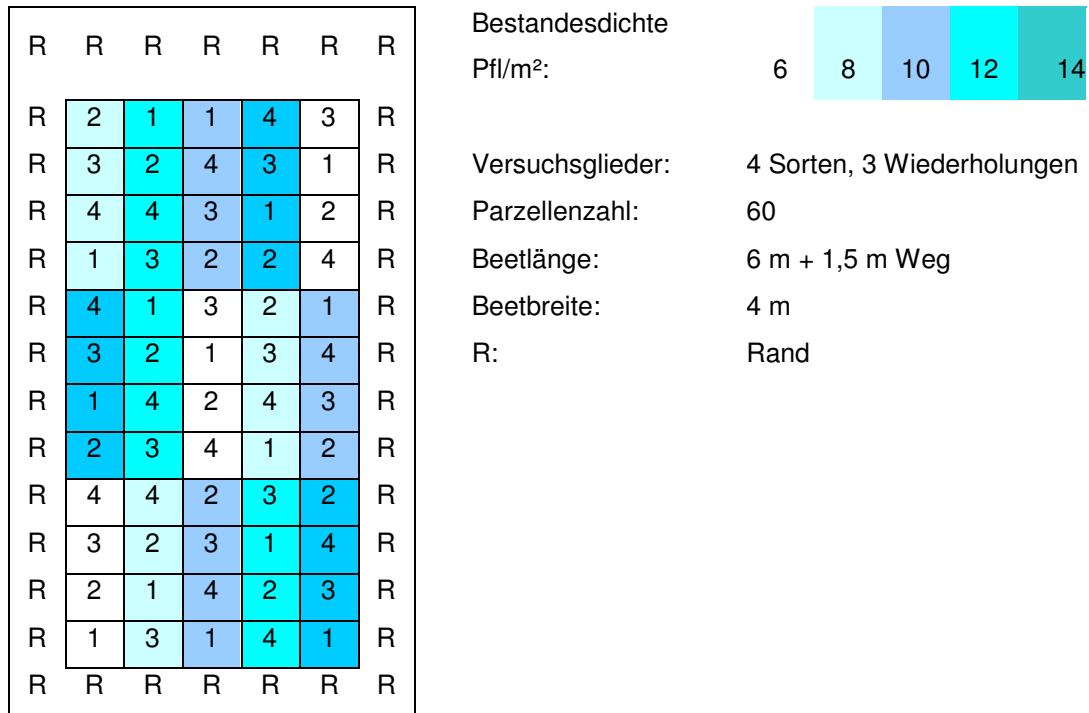 R R R R R R R
R 2 1 1 4 3 R
R 3 2 4 3 1 R
R 4 4 3 1 2 R
R 1 3 2 2 4 R
R 4 1 3 2 1 R
R 3 2 1 3 4 R
R 1 4 2 4 3 R
R 2 3 4 1 2 R
R 4 4 2 3 2 R
R 3 2 3 1 4 R
R 2 1 4 2 3 R
R 1 3 1 4 1 R
R R R R R R R
Bestandesdichte
Pfl/m²: 6 8 10 12 14
Versuchsglieder: 4 Sorten, 3 Wiederholungen
Parzellenzahl: 60
Beetlänge: 6 m + 1,5 m Weg
Beetbreite: 4 m
R: Rand